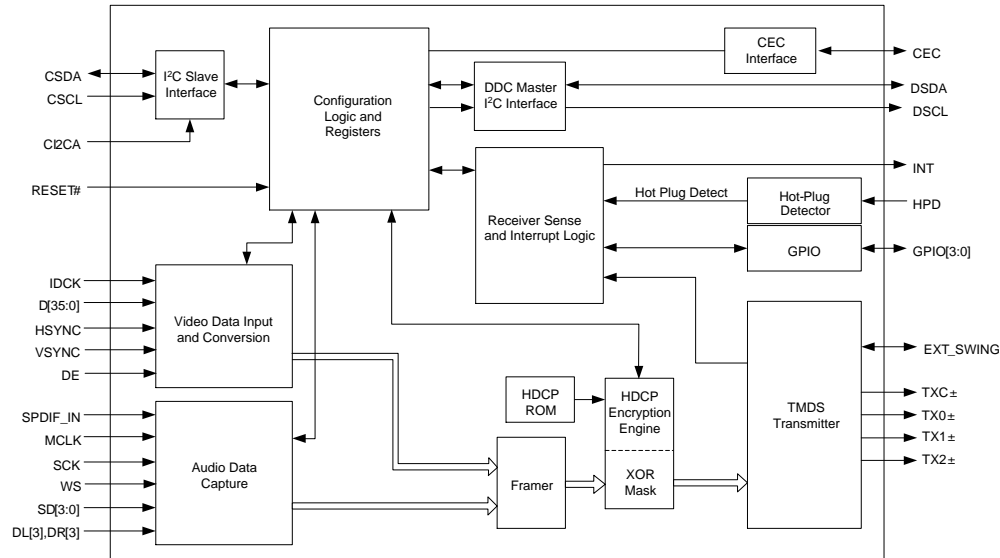 CSDA
CSCL
CI2CA
RESET#
I²C Slave
Interface
Configuration
Logic and
Registers
CEC
Interface
CEC
DDC Master
I²C Interface
DSDA
DSCL
Receiver Sense
and Interrupt Logic
INT
Hot Plug Detect
Hot-Plug
Detector
HPD
GPIO
GPIO[3:0]
IDCK
D[35:0]
HSYNC
VSYNC
DE
Video Data Input
and Conversion
SPDIF_IN
MCLK
SCK
WS
SD[3:0]
DL[3],DR[3]
Audio Data
Capture
HDCP
ROM
HDCP
Encryption
Engine
XOR
Mask
Framer
TMDS
Transmitter
EXT_SWING
TXC±
TX0±
TX1±
TX2±